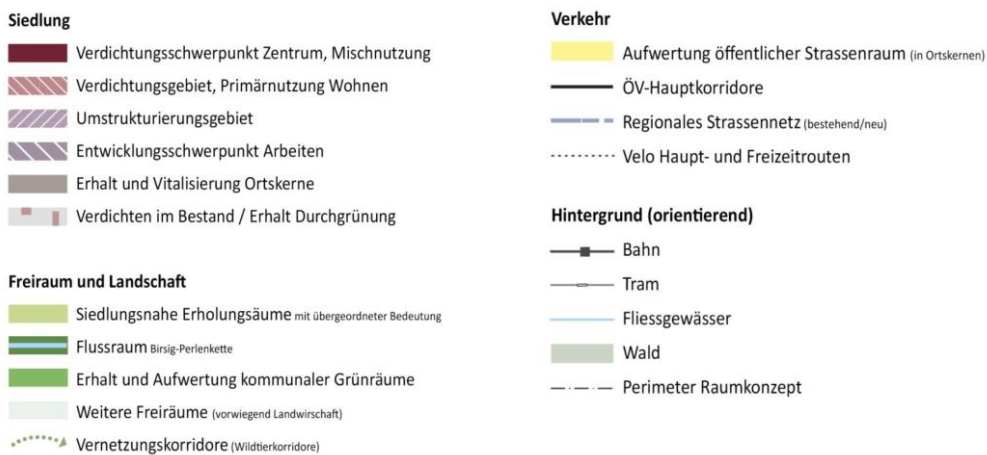 Siedlung
Verdichtungsschwerpunkt Zentrum, Mischnutzung
Verdichtungsgebiet, Primärnutzung Wohnen
Umstrukturierungsgebiet
Entwicklungsschwerpunkt Arbeiten
Erhalt und Vitalisierung Ortskerne
Verdichten im Bestand / Erhalt Durchgrünung
Freiraum und Landschaft
Siedlungsnahe Erholungsäume mit übergeordneter Bedeutung
Flussraum Birsig-Perlenkette
Erhalt und Aufwertung kommunaler Grünräume
Weitere Freiräume (vorwiegend Landwirschaft)
Vernetzungskorridore (Wildtierkorridore)
Verkehr
Aufwertung öffentlicher Strassenraum (in Ortskernen)
ÖV-Hauptkorridore
Regionales Strassennetz (bestehend/neu)
Velo Haupt- und Freizeitrouten
Hintergrund (orientierend)
Bahn
Tram
Fliessgewässer
Wald
Perimeter Raumkonzept